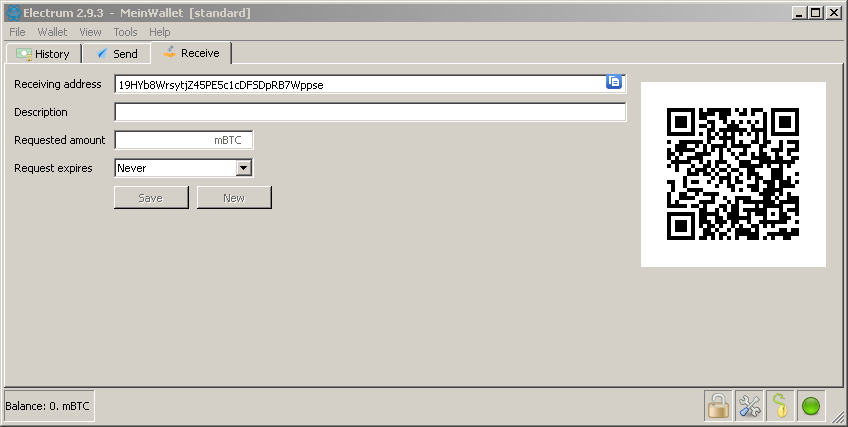 Electrum 2.9.3 - MeinWallet [standard]
File Wallet View Tools Help
History Send Receive
Receiving address 19HYb8WrsytjZ45PE5c1cDFSDpRB7Wppse
Description
Requested amount mBTC
Request expires Never
Save New
Balance: 0. mBTC